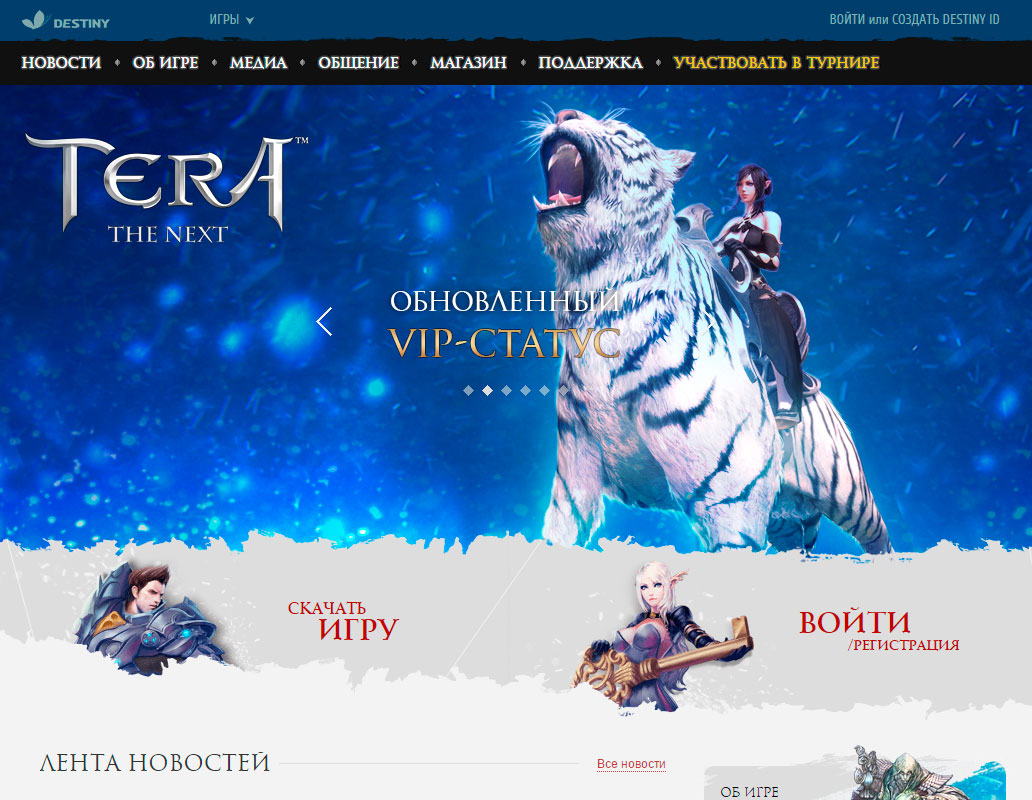 DESTINY
ИГРЫ
ВОЙТИ или СОЗДАТЬ DESTINY ID
НОВОСТИ
ОБ ИГРЕ
МЕДИА
ОБЩЕНИЕ
МАГАЗИН
ПОДДЕРЖКА
УЧАСТВОВАТЬ В ТУРНИРЕ
TERA™
THE NEXT
ОБНОВЛЕННЫЙ
VIP-СТАТУС
СКАЧАТЬ
ИГРУ
ВОЙТИ
/РЕГИСТРАЦИЯ
ЛЕНТА НОВОСТЕЙ
Все новости
ОБ ИГРЕ